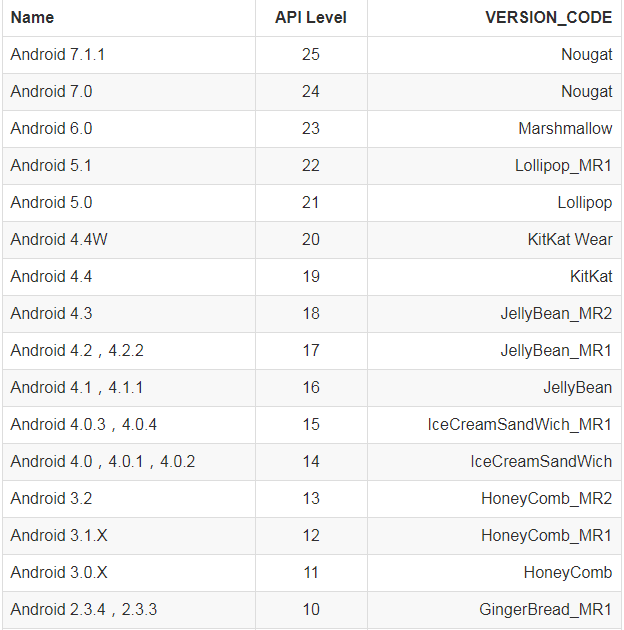 Name API Level VERSION_CODE
Android 7.1.1 25 Nougat
Android 7.0 24 Nougat
Android 6.0 23 Marshmallow
Android 5.1 22 Lollipop_MR1
Android 5.0 21 Lollipop
Android 4.4W 20 KitKat Wear
Android 4.4 19 KitKat
Android 4.3 18 JellyBean_MR2
Android 4.2，4.2.2 17 JellyBean_MR1
Android 4.1，4.1.1 16 JellyBean
Android 4.0.3，4.0.4 15 IceCreamSandWich_MR1
Android 4.0，4.0.1，4.0.2 14 IceCreamSandWich
Android 3.2 13 HoneyComb_MR2
Android 3.1.X 12 HoneyComb_MR1
Android 3.0.X 11 HoneyComb
Android 2.3.4，2.3.3 10 GingerBread_MR1